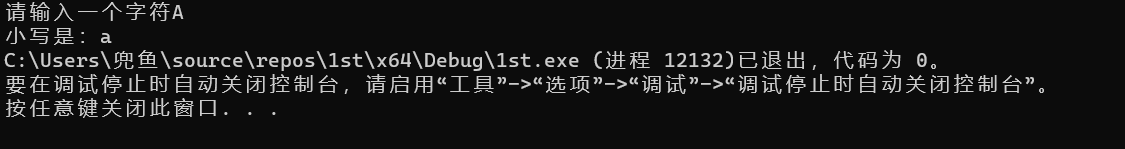 请输入一个字符A
小写是：a
C:\Users\兜鱼\source\repos\1st\x64\Debug\1st.exe (进程 12132)已退出，代码为 0。
要在调试停止时自动关闭控制台，请启用“工具”->“选项”->“调试”->“调试停止时自动关闭控制台”。
按任意键关闭此窗口. . .